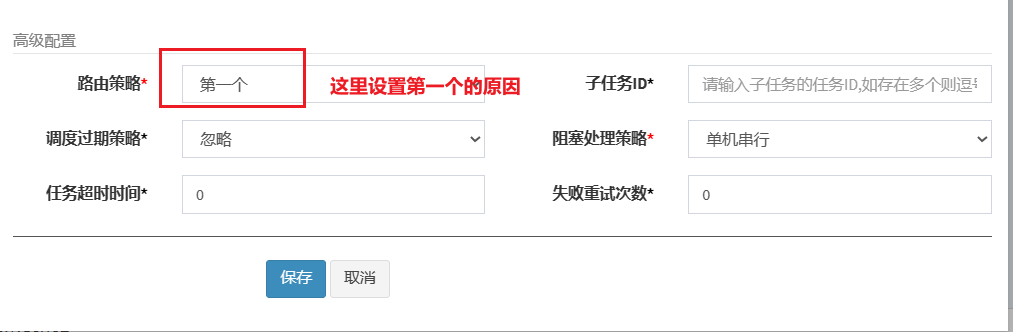 高级配置
路由策略* 第一个 这里设置第一个的原因 子任务ID* 请输入子任务的任务ID,如存在多个则逗号
调度过期策略* 忽略 阻塞处理策略* 单机串行
任务超时时间* 0 失败重试次数* 0
保存 取消